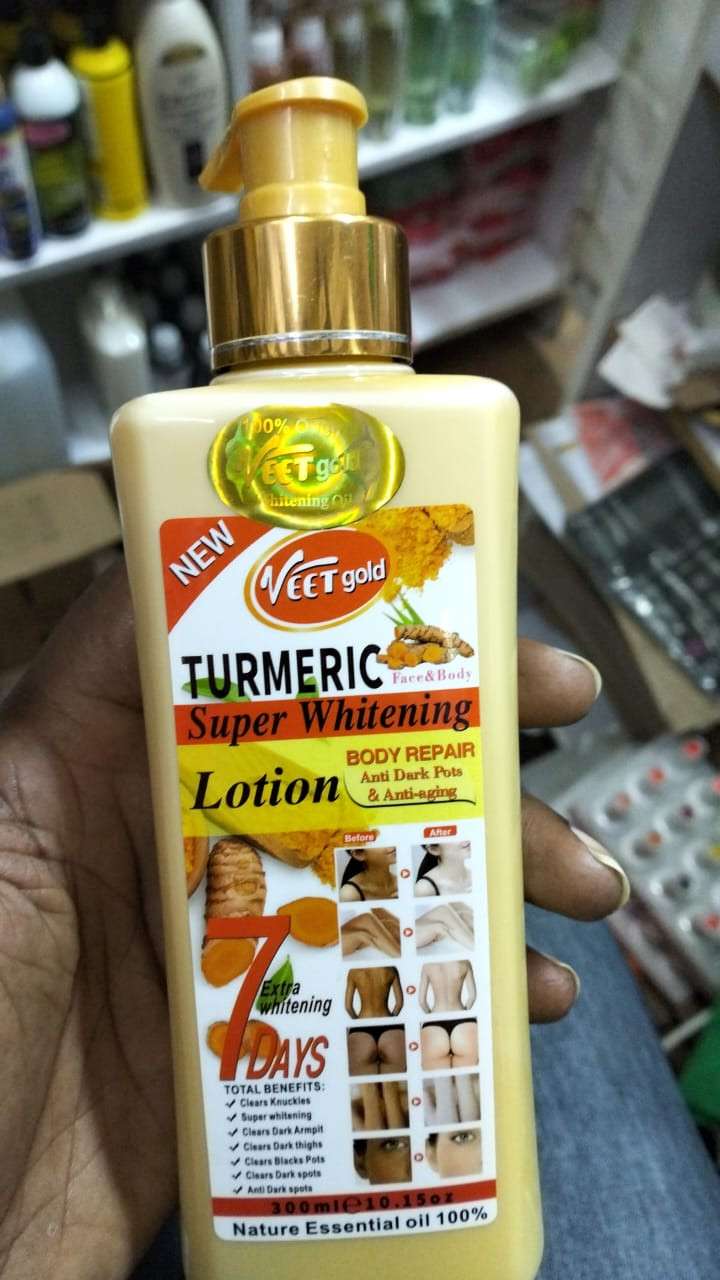 100%
VEET gold
Whitening Oil
NEW
VEET gold
TURMERIC
Face&Body
Super Whitening
Lotion
BODY REPAIR
Anti Dark Pots
& Anti-aging
Before
After
7
Extra
whitening
DAYS
TOTAL BENEFITS:
Clears Knuckles
Super whitening
Clears Dark Armpit
Clears Dark thighs
Clears Blacks Pots
Clears Dark spots
Anti Dark spots
300ml℮10.15oz
Nature Essential oil 100%